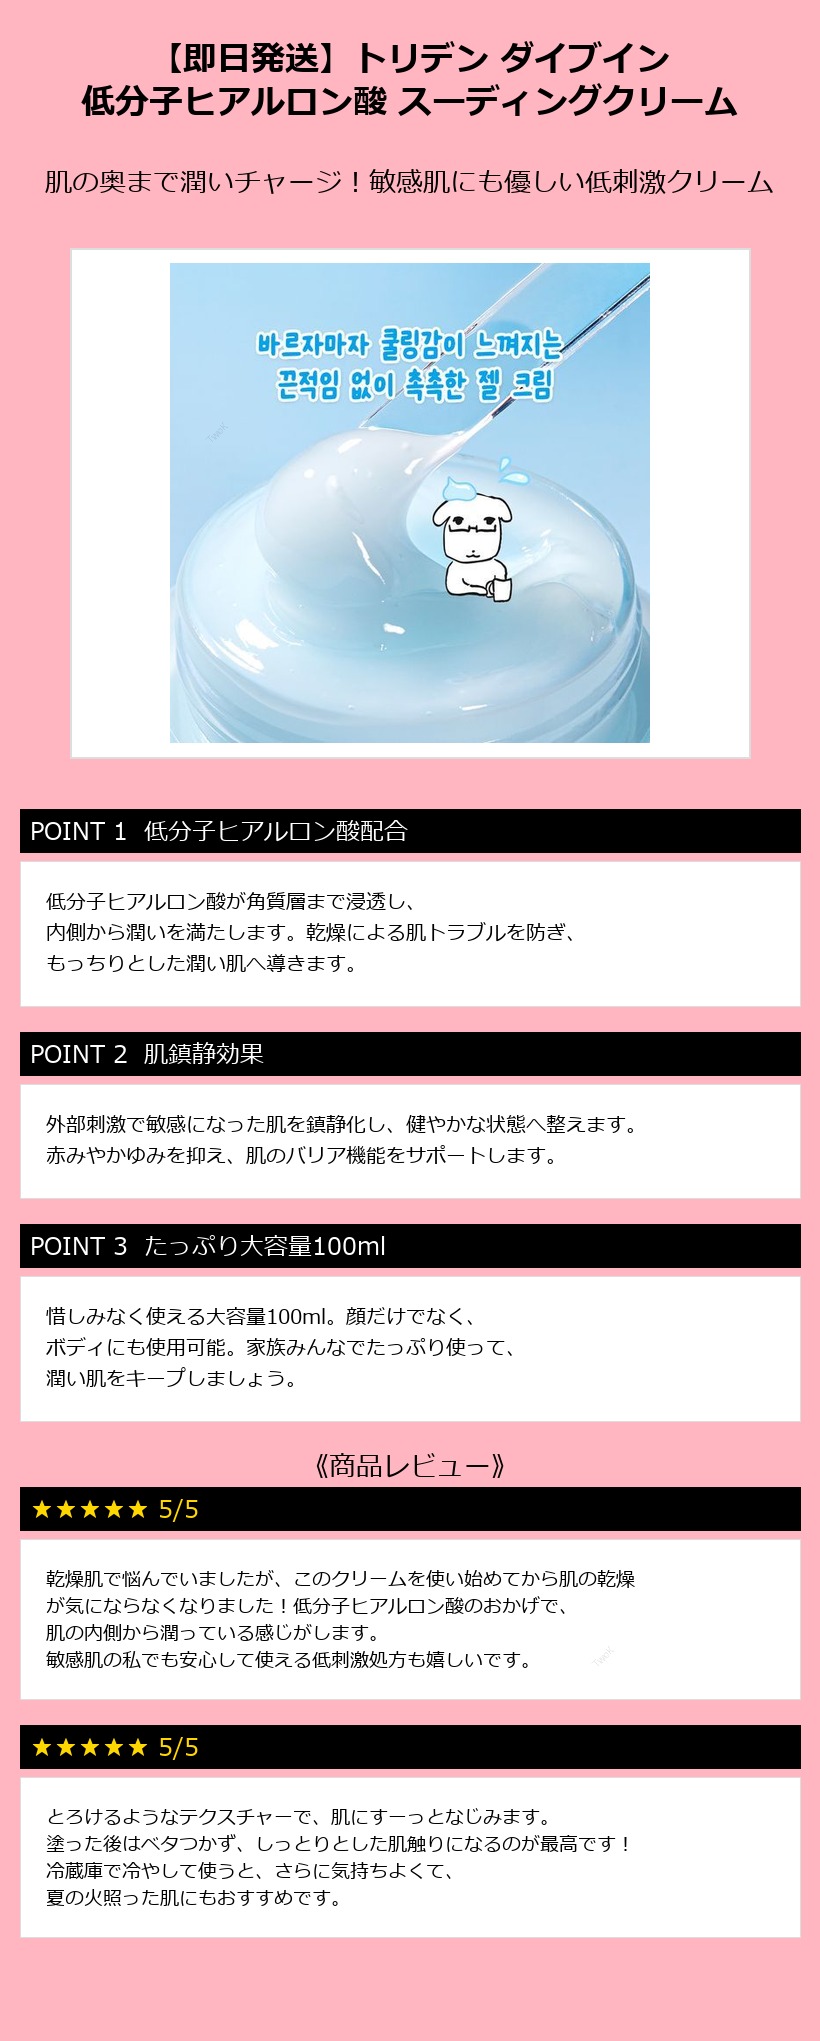 【即日発送】トリデン ダイブイン
低分子ヒアルロン酸 スーディングクリーム
肌の奥まで潤いチャージ！敏感肌にも優しい低刺激クリーム
바르자마자 쿨링감이 느껴지는
끈적임 없이 촉촉한 젤 크림
POINT 1 低分子ヒアルロン酸配合
低分子ヒアルロン酸が角質層まで浸透し、
内側から潤いを満たします。乾燥による肌トラブルを防ぎ、
もっちりとした潤い肌へ導きます。
POINT 2 肌鎮静効果
外部刺激で敏感になった肌を鎮静化し、健やかな状態へ整えます。
赤みやかゆみを抑え、肌のバリア機能をサポートします。
POINT 3 たっぷり大容量100ml
惜しみなく使える大容量100ml。顔だけでなく、
ボディにも使用可能。家族みんなでたっぷり使って、
潤い肌をキープしましょう。
《商品レビュー》
★★★★★ 5/5
乾燥肌で悩んでいましたが、このクリームを使い始めてから肌の乾燥
が気にならなくなりました！低分子ヒアルロン酸のおかげで、
肌の内側から潤っている感じがします。
敏感肌の私でも安心して使える低刺激処方も嬉しいです。
★★★★★ 5/5
とろけるようなテクスチャーで、肌にすーっとなじみます。
塗った後はベタつかず、しっとりとした肌触りになるのが最高です！
冷蔵庫で冷やして使うと、さらに気持ちよくて、
夏の火照った肌にもおすすめです。